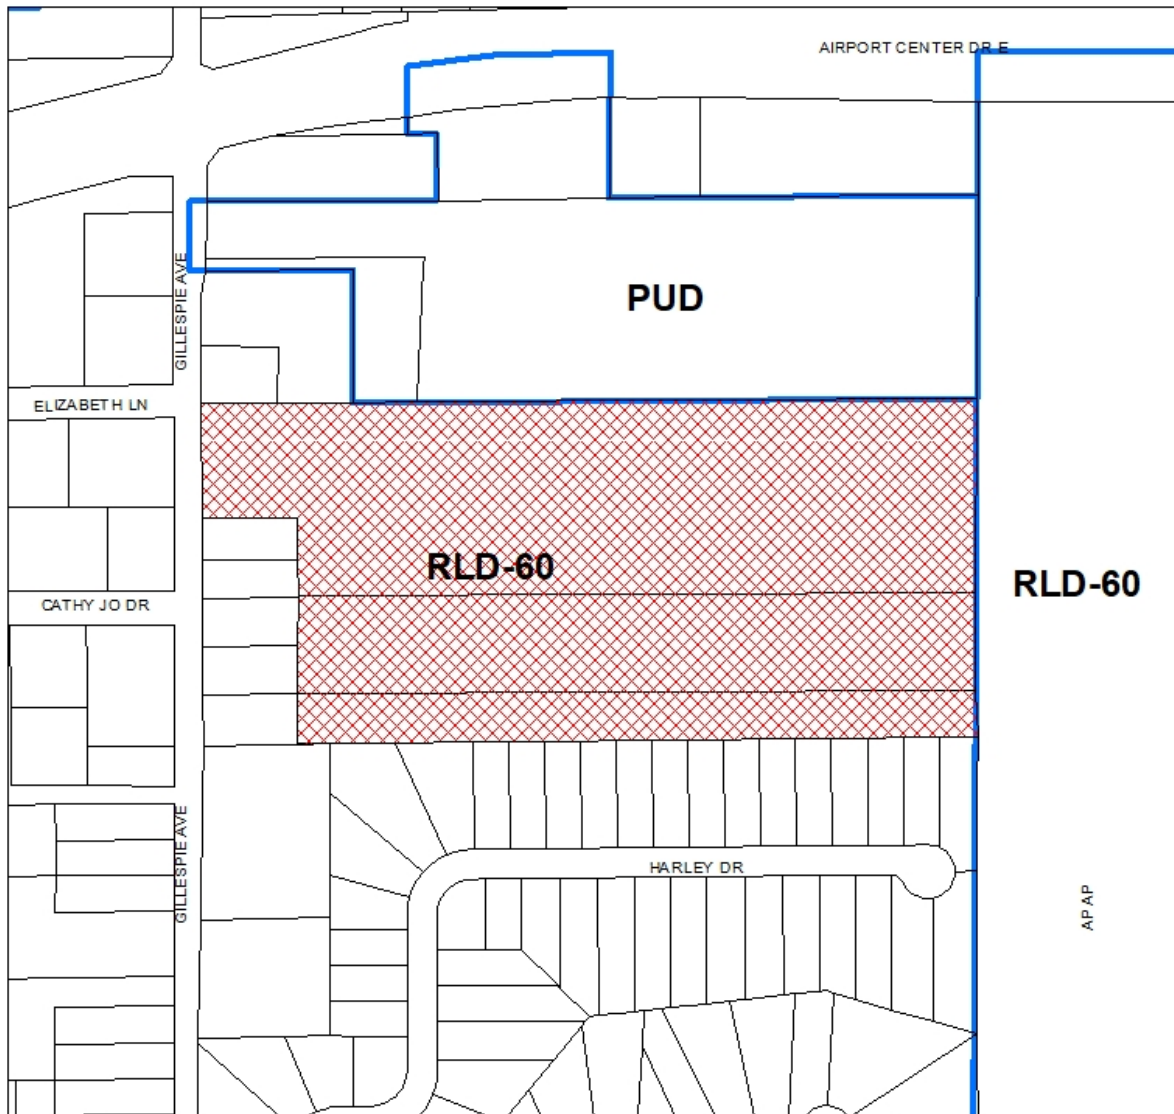 AIRPORT CENTER DR E
PUD
GILLESPIE AVE
ELIZABETH LN
RLD-60
RLD-60
CATHY JO DR
GILLESPIE AVE
HARLEY DR
AP AP